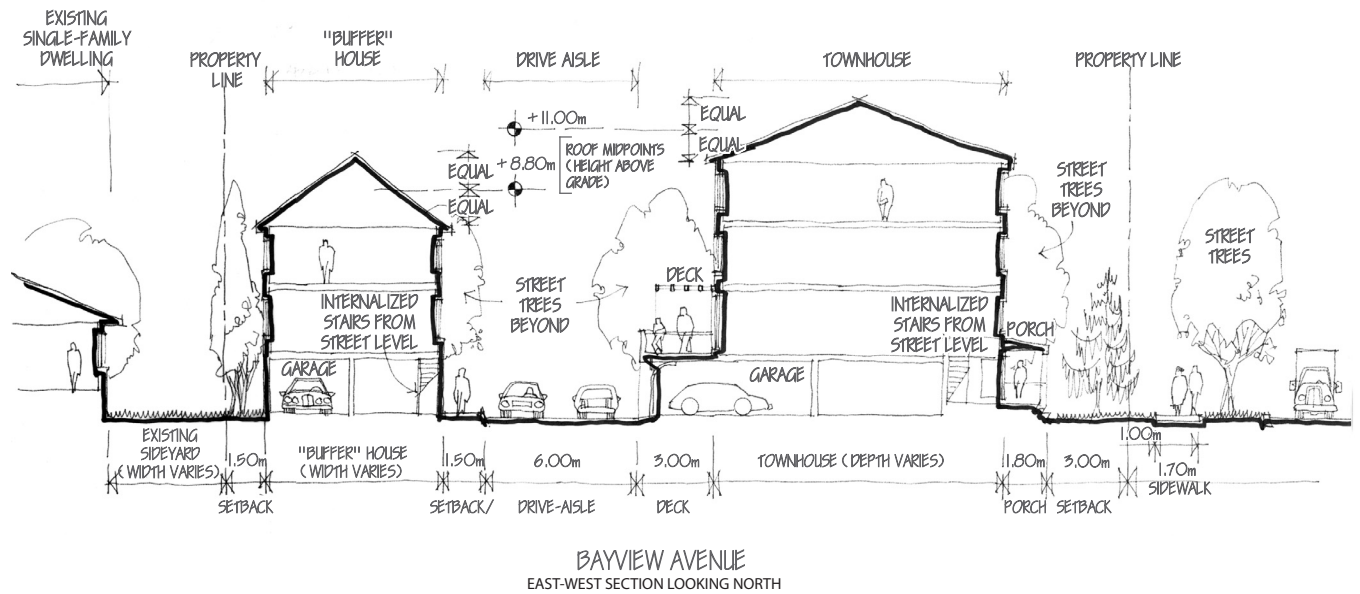 EXISTING
SINGLE-FAMILY
DWELLING
PROPERTY
LINE
"BUFFER"
HOUSE
DRIVE AISLE
TOWNHOUSE
PROPERTY LINE
+11.00m
+8.80m
ROOF MIDPOINTS
(HEIGHT ABOVE
GRADE)
EQUAL
EQUAL
EQUAL
EQUAL
STREET
TREES
BEYOND
STREET
TREES
STREET
TREES
BEYOND
DECK
INTERNALIZED
STAIRS FROM
STREET LEVEL
INTERNALIZED
STAIRS FROM
STREET LEVEL
PORCH
GARAGE
GARAGE
EXISTING
SIDEYARD
(WIDTH VARIES)
1.50m
"BUFFER" HOUSE
(WIDTH VARIES)
1.50m
6.00m
3.00m
TOWNHOUSE (DEPTH VARIES)
1.80m
3.00m
1.00m
1.70m
SIDEWALK
SETBACK
SETBACK/
DRIVE-AISLE
DECK
PORCH
SETBACK
BAYVIEW AVENUE
EAST-WEST SECTION LOOKING NORTH